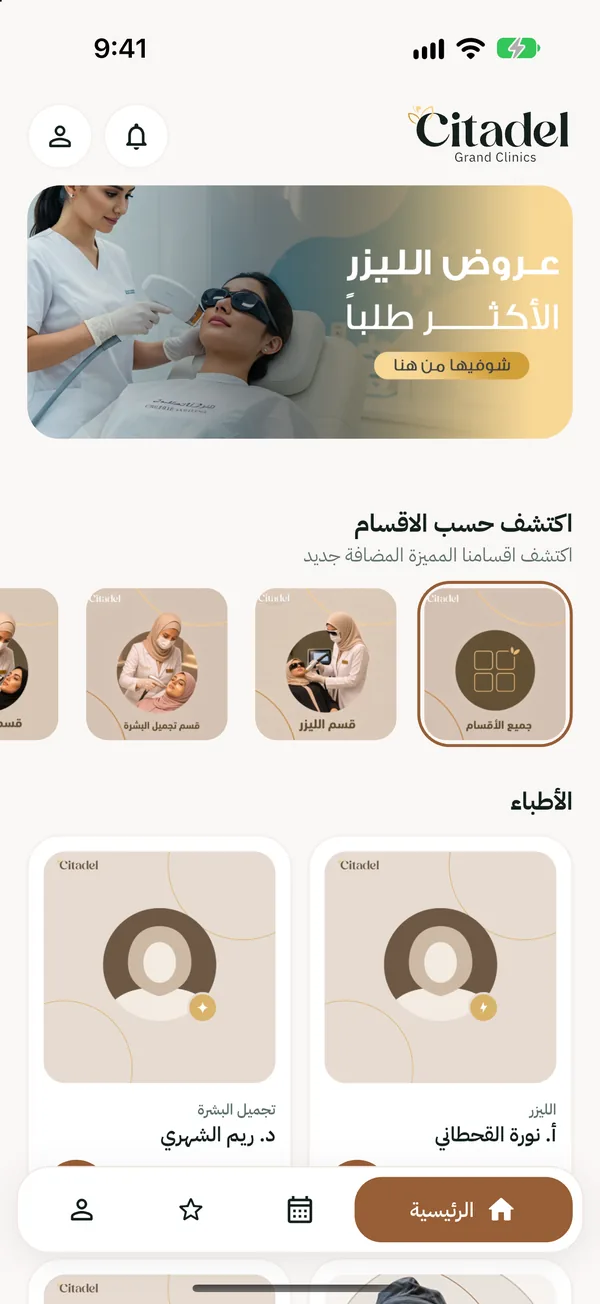 9:41
Citadel
Grand Clinics
عروض الليزر
الأكثـــر طلباً
شوفيها من هنا
اكتشف حسب الاقسام
اكتشف اقسامنا المميزة المضافة جديد
Citadel
جميع الأقسام
Citadel
قسم الليزر
Citadel
قسم تجميل البشرة
الأطباء
Citadel
الليزر
أ. نورة القحطاني
Citadel
تجميل البشرة
د. ريم الشهري
الرئيسية
Citadel